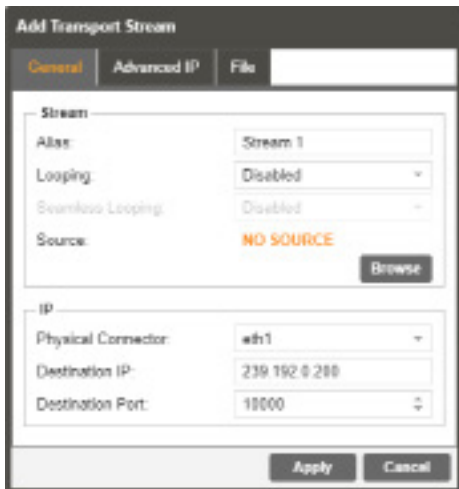 Add Transport Stream
General Advanced IP File
Stream
Alias: Stream 1
Looping: Disabled
Seamless Looping: Disabled
Source: NO SOURCE
Browse
IP
Physical Connector: eth1
Destination IP: 239.192.0.200
Destination Port: 10000
Apply Cancel